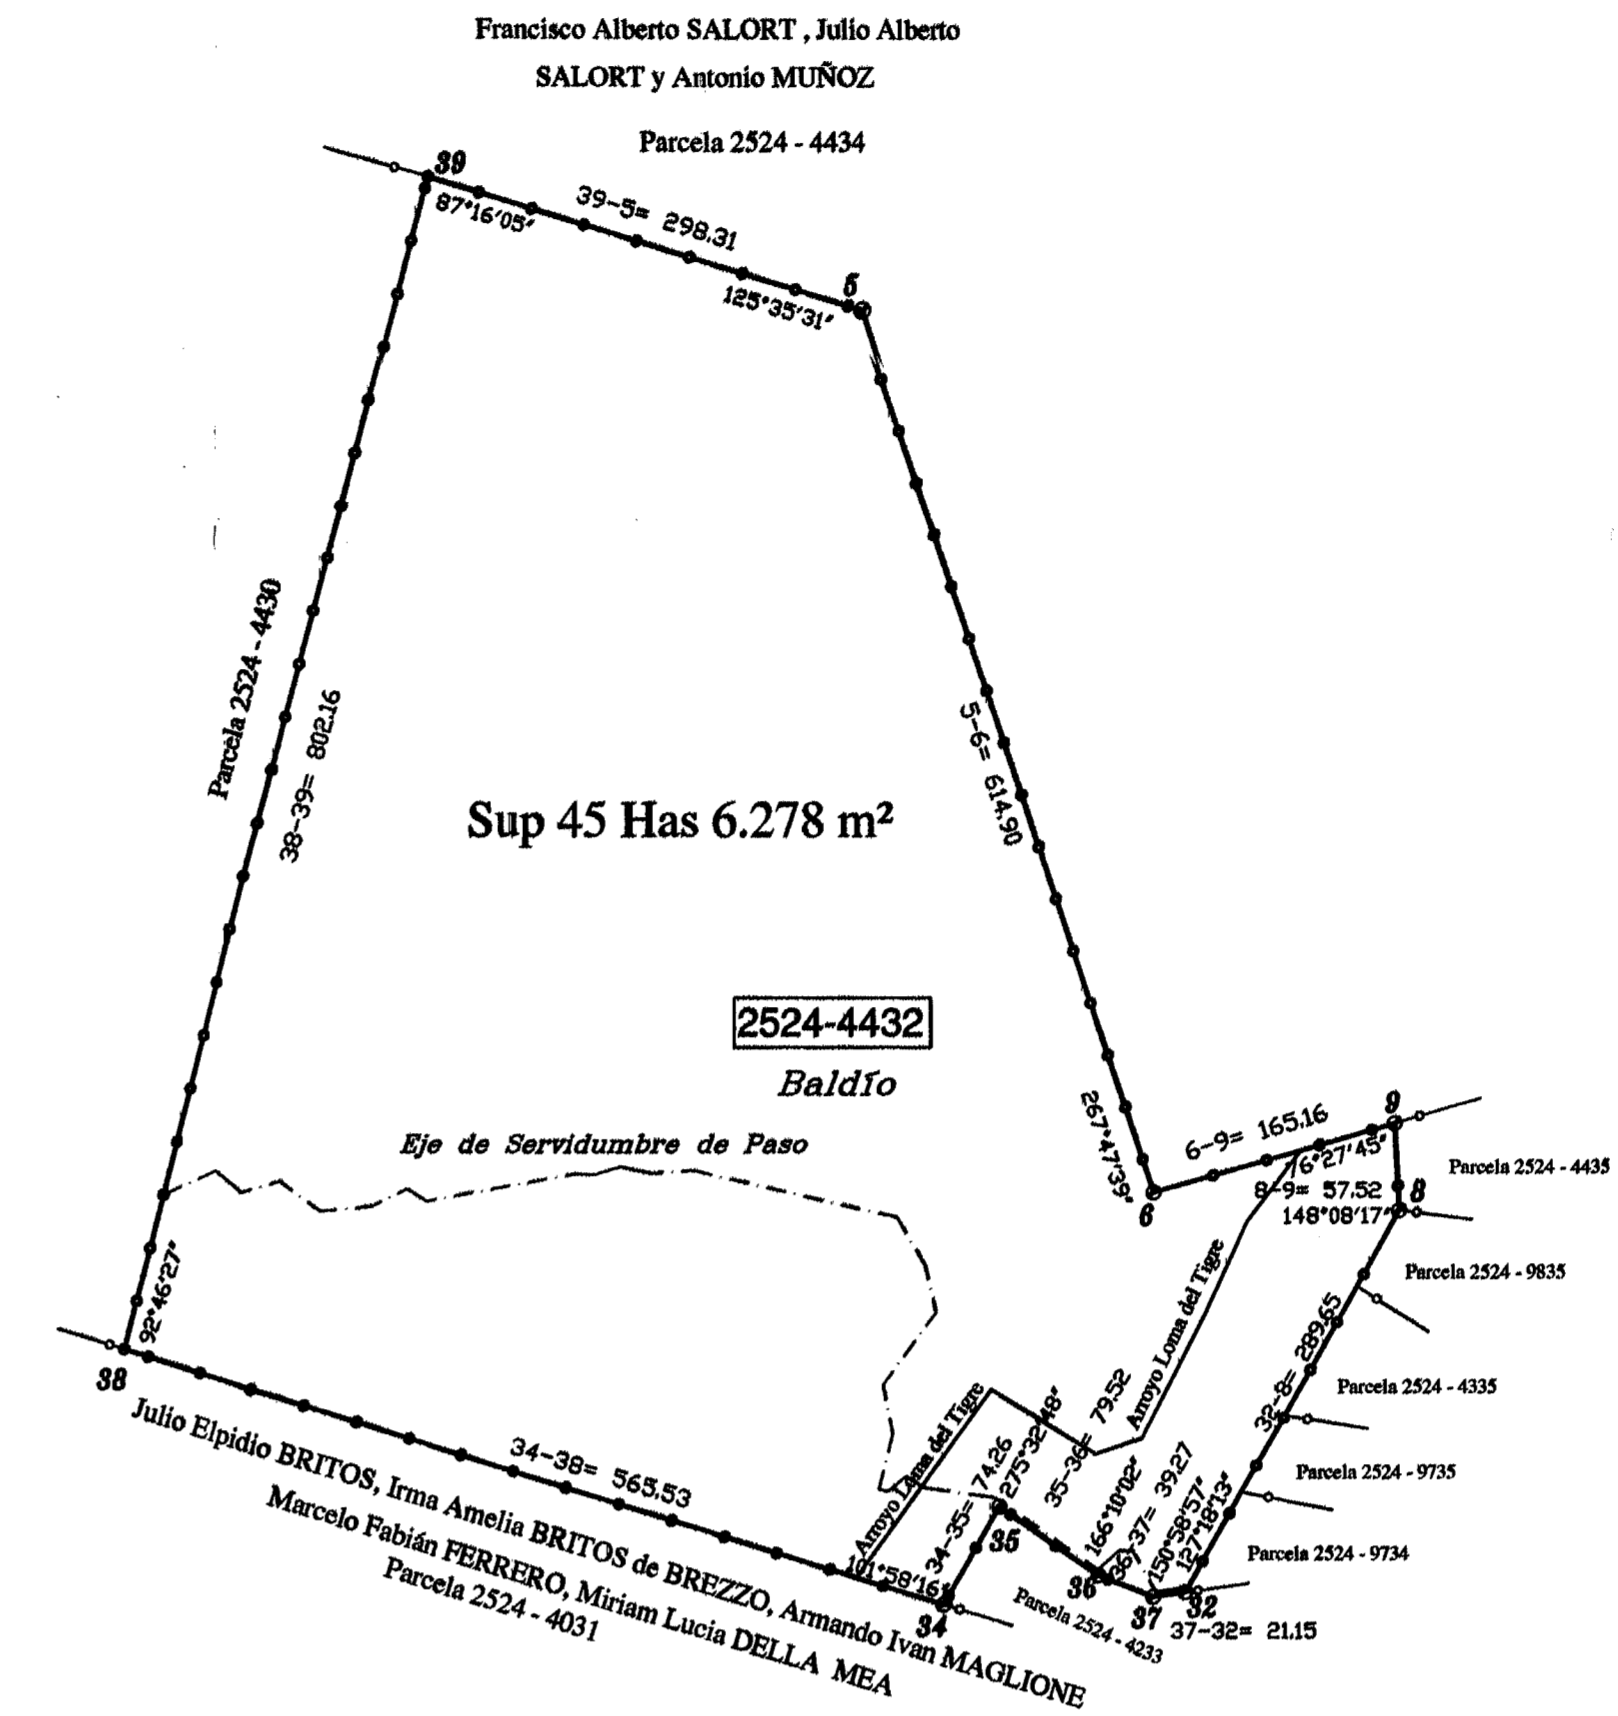 Francisco Alberto SALORT , Julio Alberto
SALORT y Antonio MUÑOZ
Parcela 2524 - 4434
39
87°16'05"
39-5= 298.31
5
125°35'31"
Parcela 2524 - 4430
38-39= 802.16
5-6= 614.90
Sup 45 Has 6.278 m²
2524-4432
Baldío
Eje de Servidumbre de Paso
267°47'39"
6
6-9= 165.16
9
76°27'45"
8-9= 57.52
8
148°08'17"
Parcela 2524 - 4435
Parcela 2524 - 9835
Arroyo Loma del Tigre
32-8= 289.65
Parcela 2524 - 4335
Parcela 2524 - 9735
Parcela 2524 - 9734
92°46'27"
38
34-38= 565.53
Arroyo Loma del Tigre
101°58'16"
34
34-35= 74.26
275°32'48"
35
35-36= 79.52
166°10'02"
36
36-37= 39.27
150°58'57"
37
127°18'13"
32
37-32= 21.15
Parcela 2524 - 4233
Julio Elpidio BRITOS, Irma Amelia BRITOS de BREZZO, Armando Ivan MAGLIONE
Marcelo Fabián FERRERO, Miriam Lucia DELLA MEA
Parcela 2524 - 4031